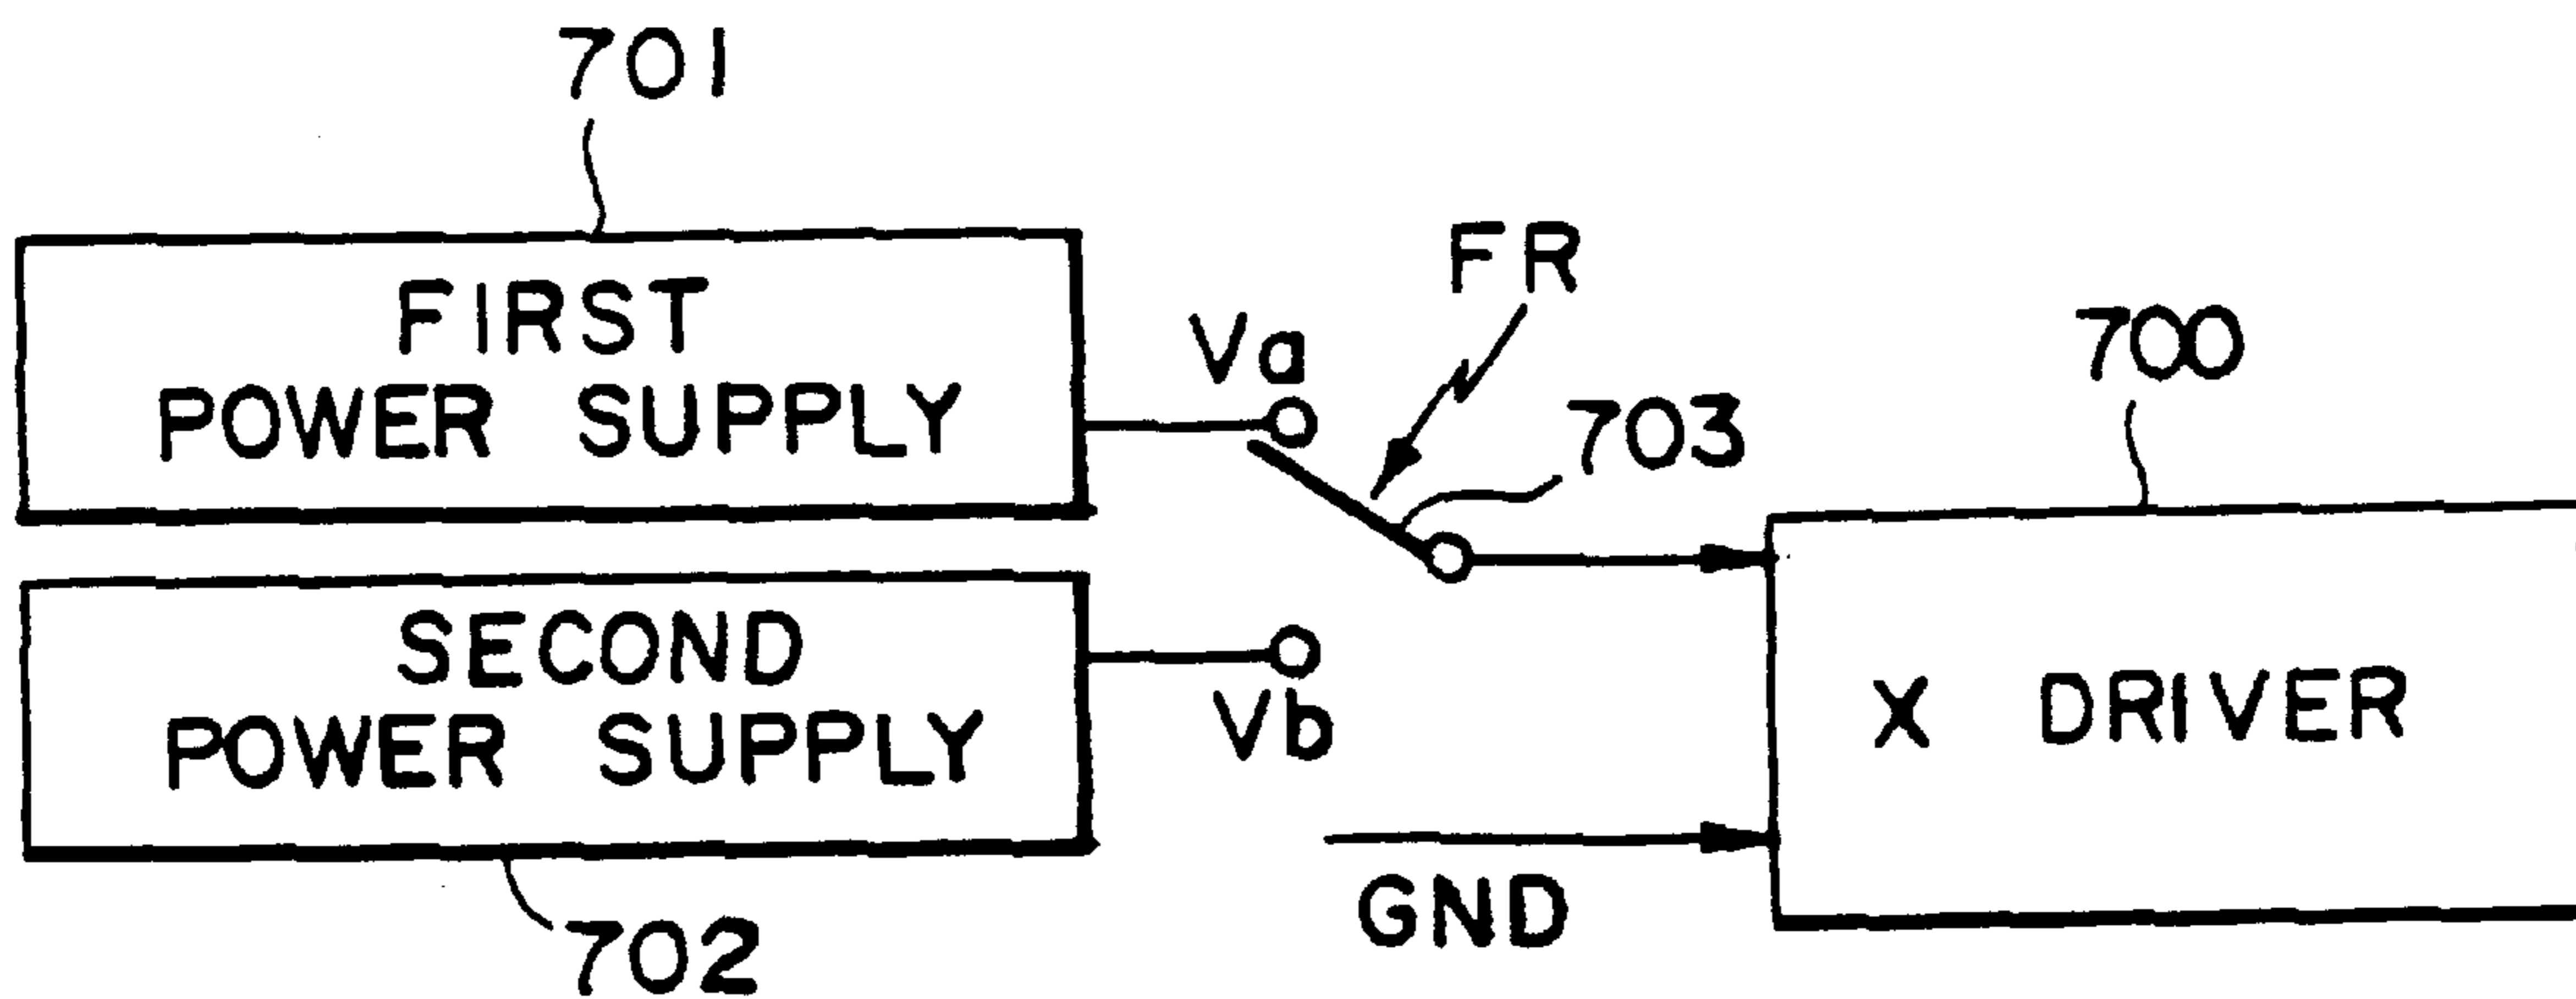 701
FIRST
POWER SUPPLY
Va
FR
703
700
X DRIVER
SECOND
POWER SUPPLY
Vb
GND
702